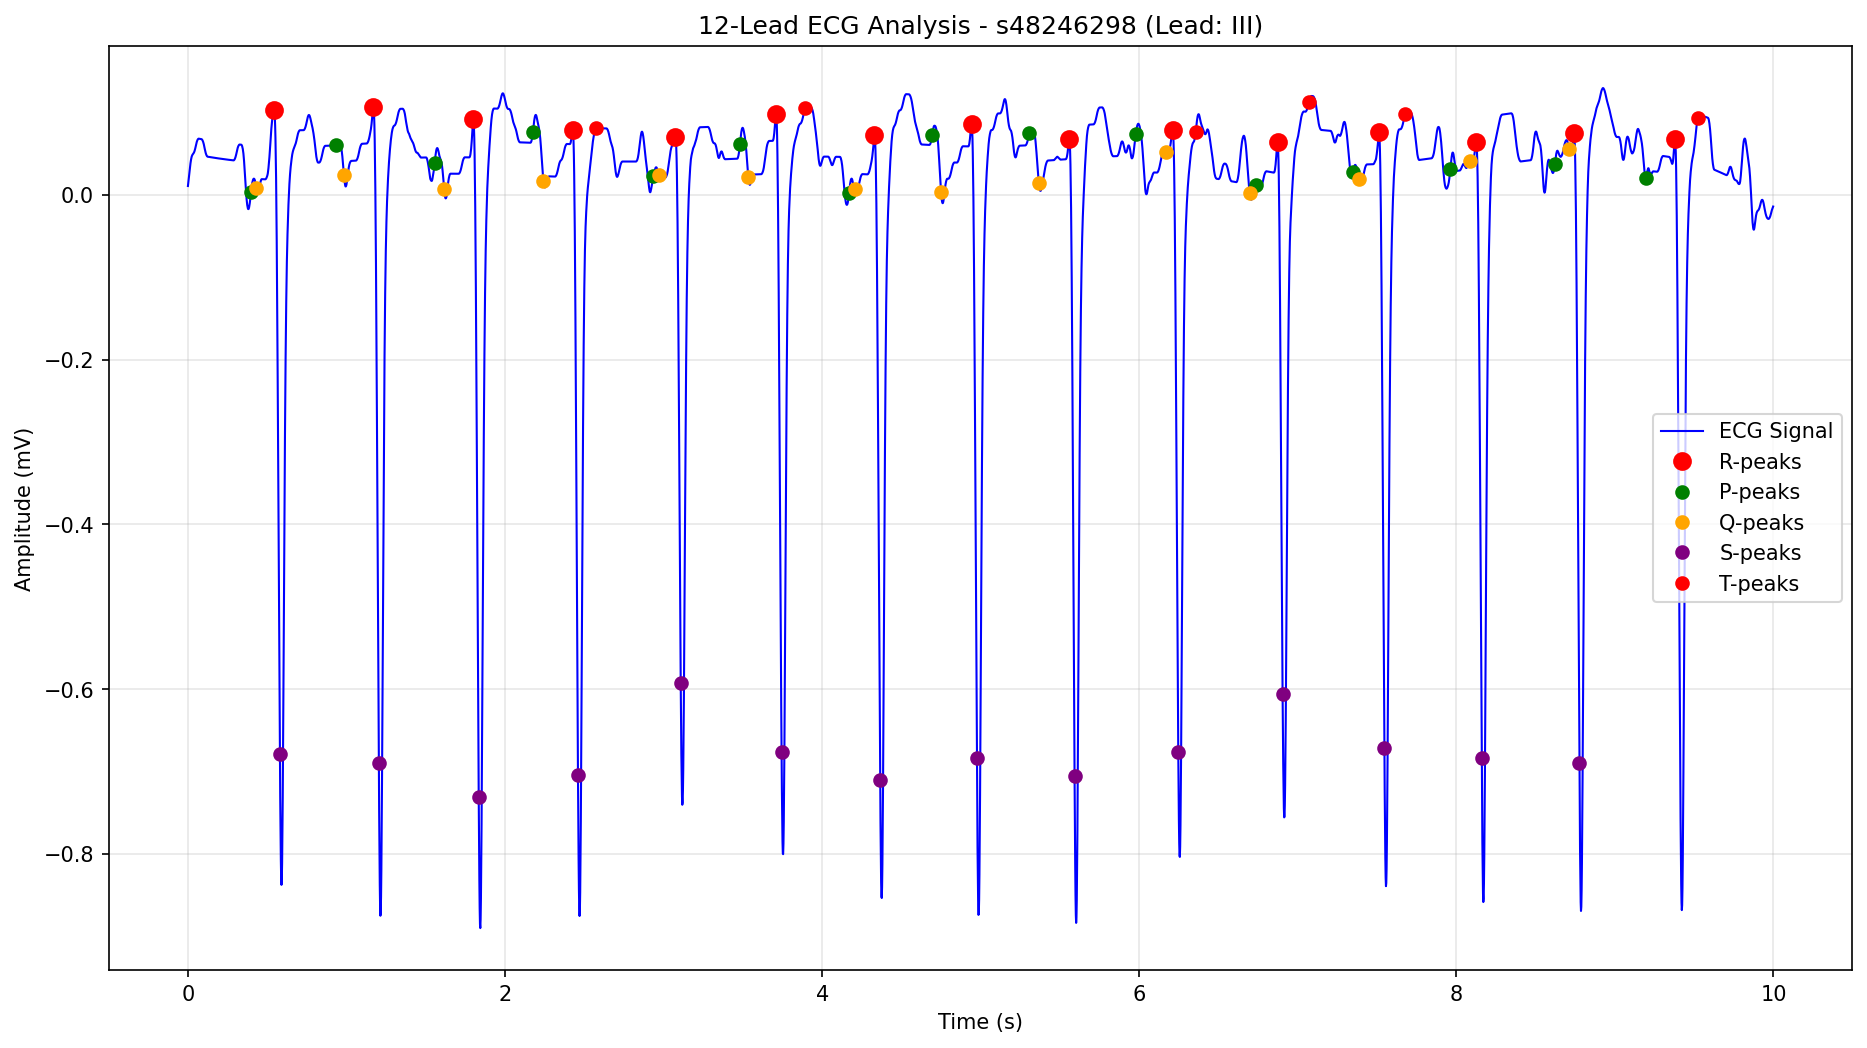 12-Lead ECG Analysis - s48246298 (Lead: III)
Amplitude (mV)
0.0
−0.2
−0.4
−0.6
−0.8
ECG Signal
R-peaks
P-peaks
Q-peaks
S-peaks
T-peaks
0 2 4 6 8 10
Time (s)